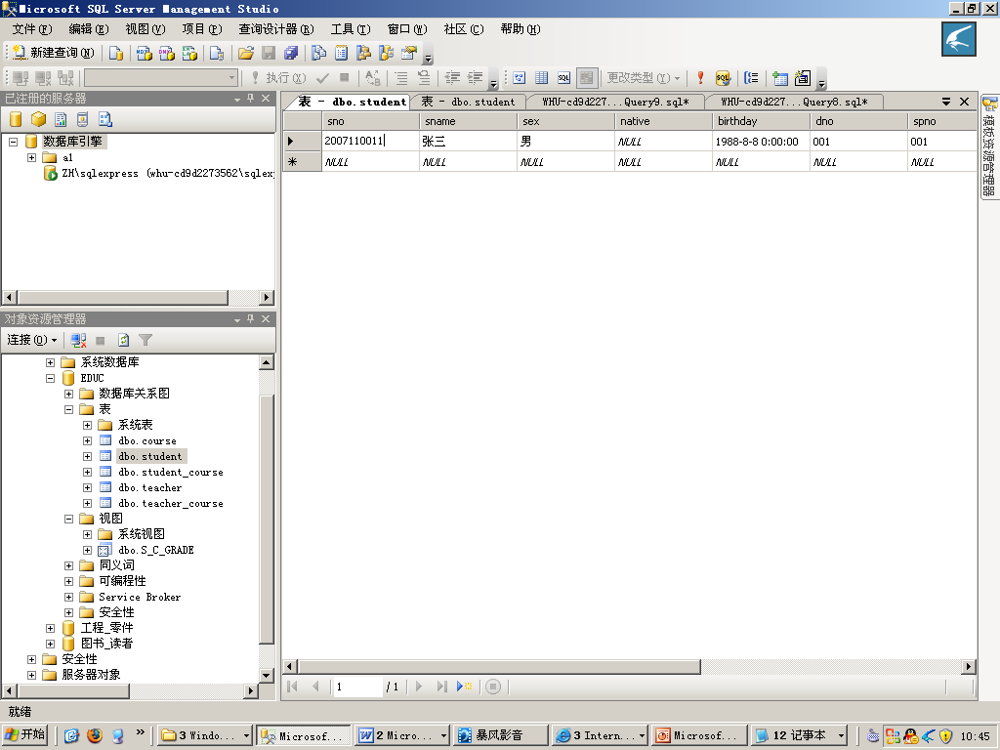 Microsoft SQL Server Management Studio
文件(F) 编辑(E) 视图(V) 项目(P) 查询设计器(R) 工具(T) 窗口(W) 社区(C) 帮助(H)
新建查询(N)
执行(X) 更改类型(Y)
已注册的服务器
数据库引擎
a1
ZH\sqlexpress (whu-cd9d2273562\sqlex
对象资源管理器
连接(O)
系统数据库
EDUC
数据库关系图
表
系统表
dbo.course
dbo.student
dbo.student_course
dbo.teacher
dbo.teacher_course
视图
系统视图
dbo.S_C_GRADE
同义词
可编程性
Service Broker
安全性
工程_零件
图书_读者
安全性
服务器对象
表 - dbo.student 表 - dbo.student WHU-cd9d227...Query9.sql* WHU-cd9d227...Query8.sql*
sno sname sex native birthday dno spno
2007110011 张三 男 NULL 1988-8-8 0:00:00 001 001
NULL NULL NULL NULL NULL NULL NULL
模板资源管理器
1 / 1
就绪
开始 3 Windo... Microsof... 2 Micro... 暴风影音 3 Intern... Microsof... 12 记事本 10:45